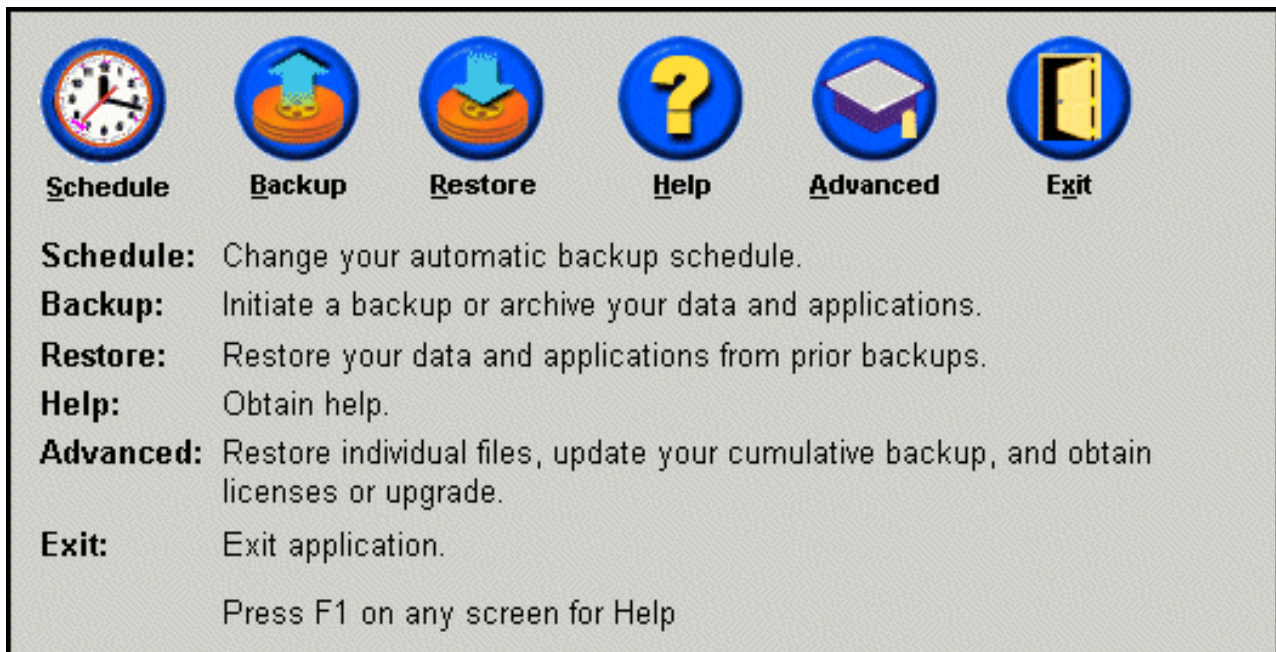 Schedule Backup Restore Help Advanced Exit
Schedule: Change your automatic backup schedule.
Backup: Initiate a backup or archive your data and applications.
Restore: Restore your data and applications from prior backups.
Help: Obtain help.
Advanced: Restore individual files, update your cumulative backup, and obtain
licenses or upgrade.
Exit: Exit application.
Press F1 on any screen for Help